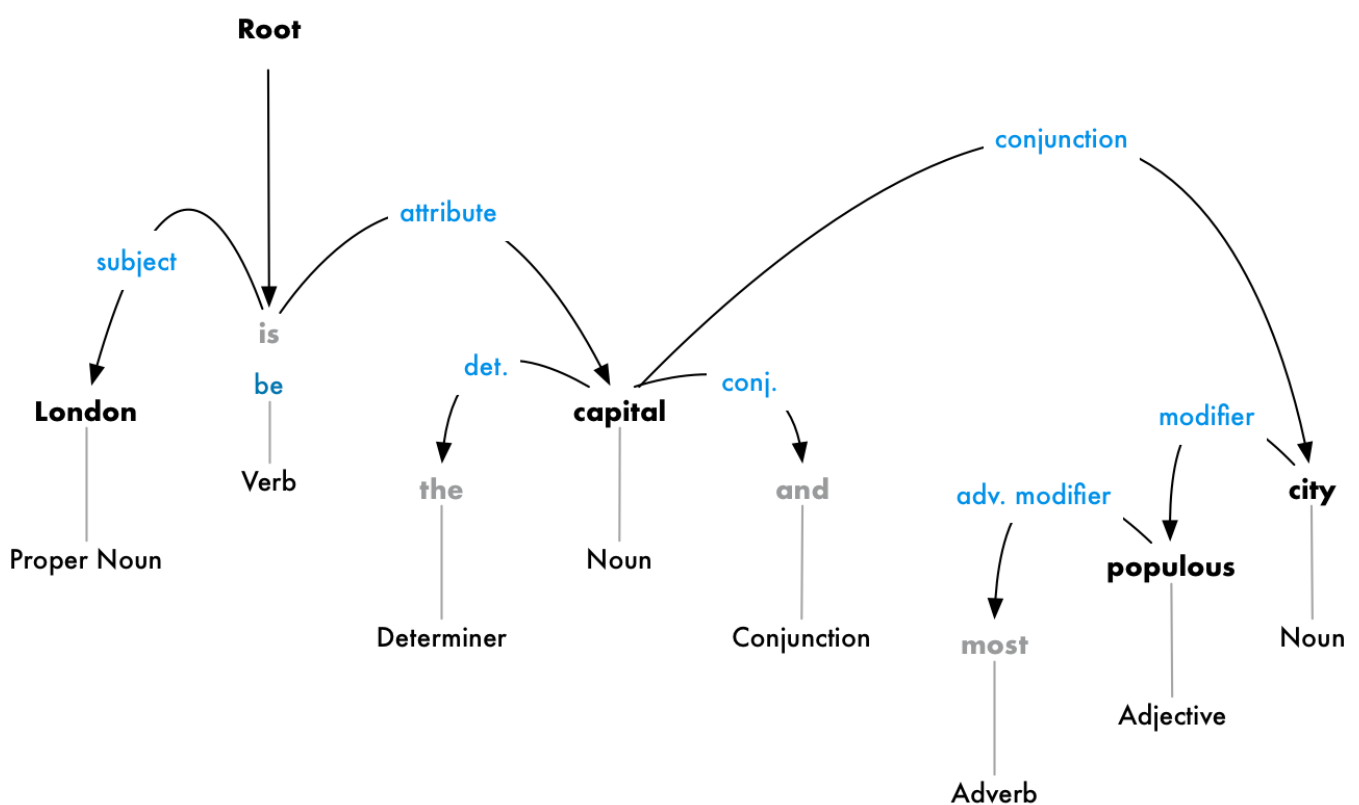 Root
conjunction
attribute
subject
is
det.
conj.
be
London
capital
modifier
Verb
the
and
adv. modifier
city
Proper Noun
Noun
populous
Determiner
Conjunction
most
Noun
Adjective
Adverb